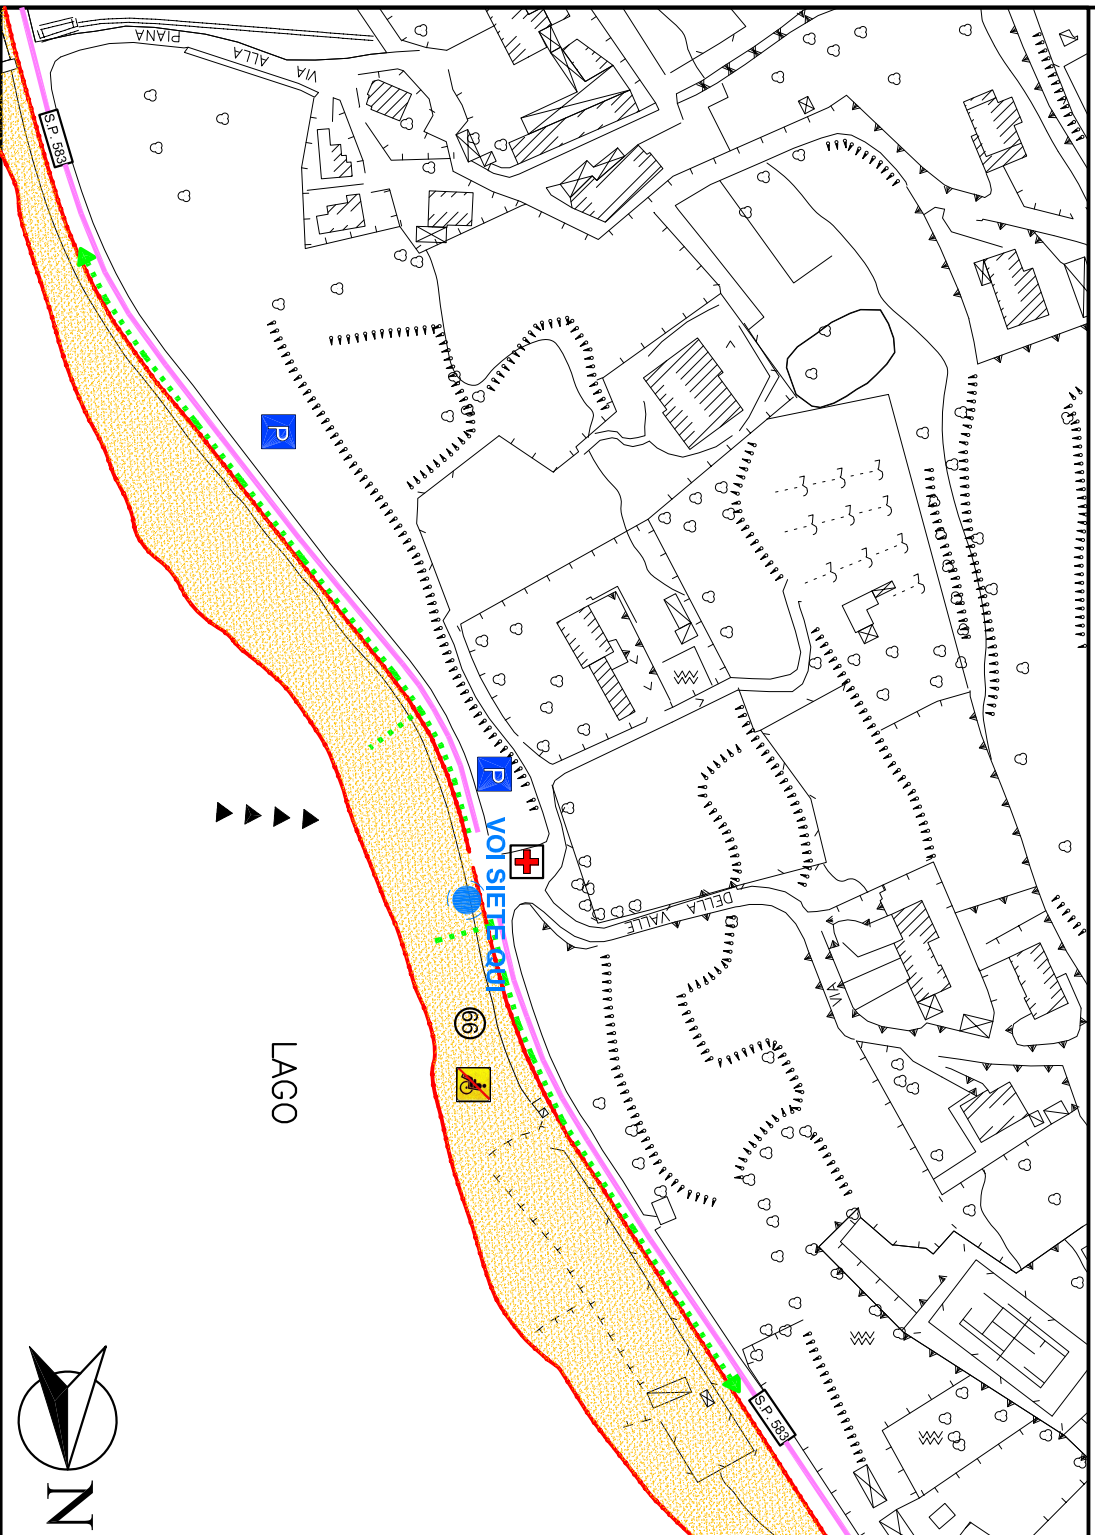 VIA ALLA PIANA
S.P. 583
P
P
VOI SIETE QUI
VIA DELLA VALLE
66
LAGO
S.P. 583
N